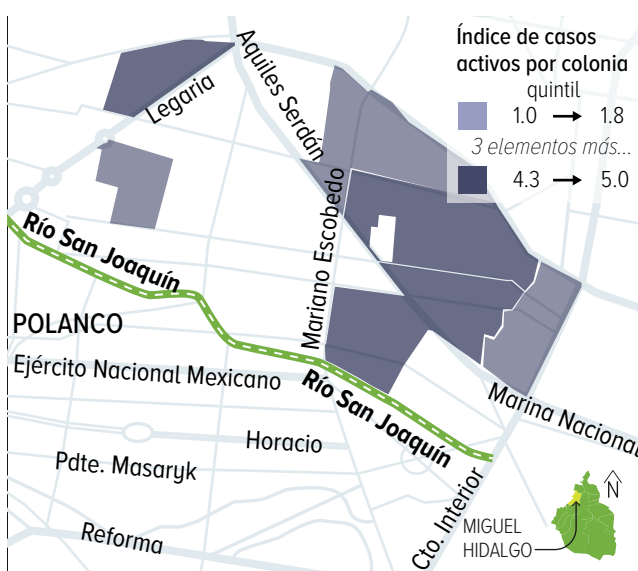 Índice de casos
activos por colonia
quintil
1.0 → 1.8
3 elementos más...
4.3 → 5.0
Aquiles Serdán
Legaria
Mariano Escobedo
Río San Joaquín
POLANCO
Ejército Nacional Mexicano
Río San Joaquín
Marina Nacional
Horacio
Pdte. Masaryk
Cto. Interior
Reforma
N
MIGUEL
HIDALGO